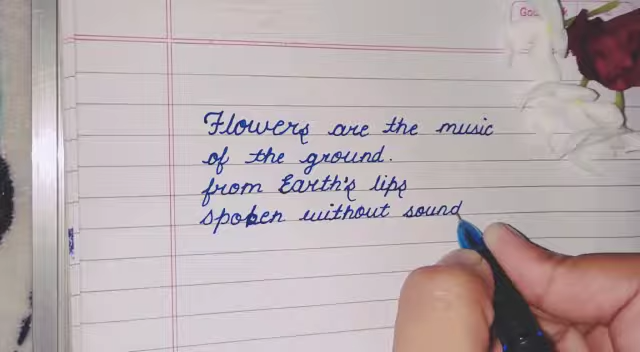 Flowers are the music
of the ground.
from Earth's lips
spoken without sound